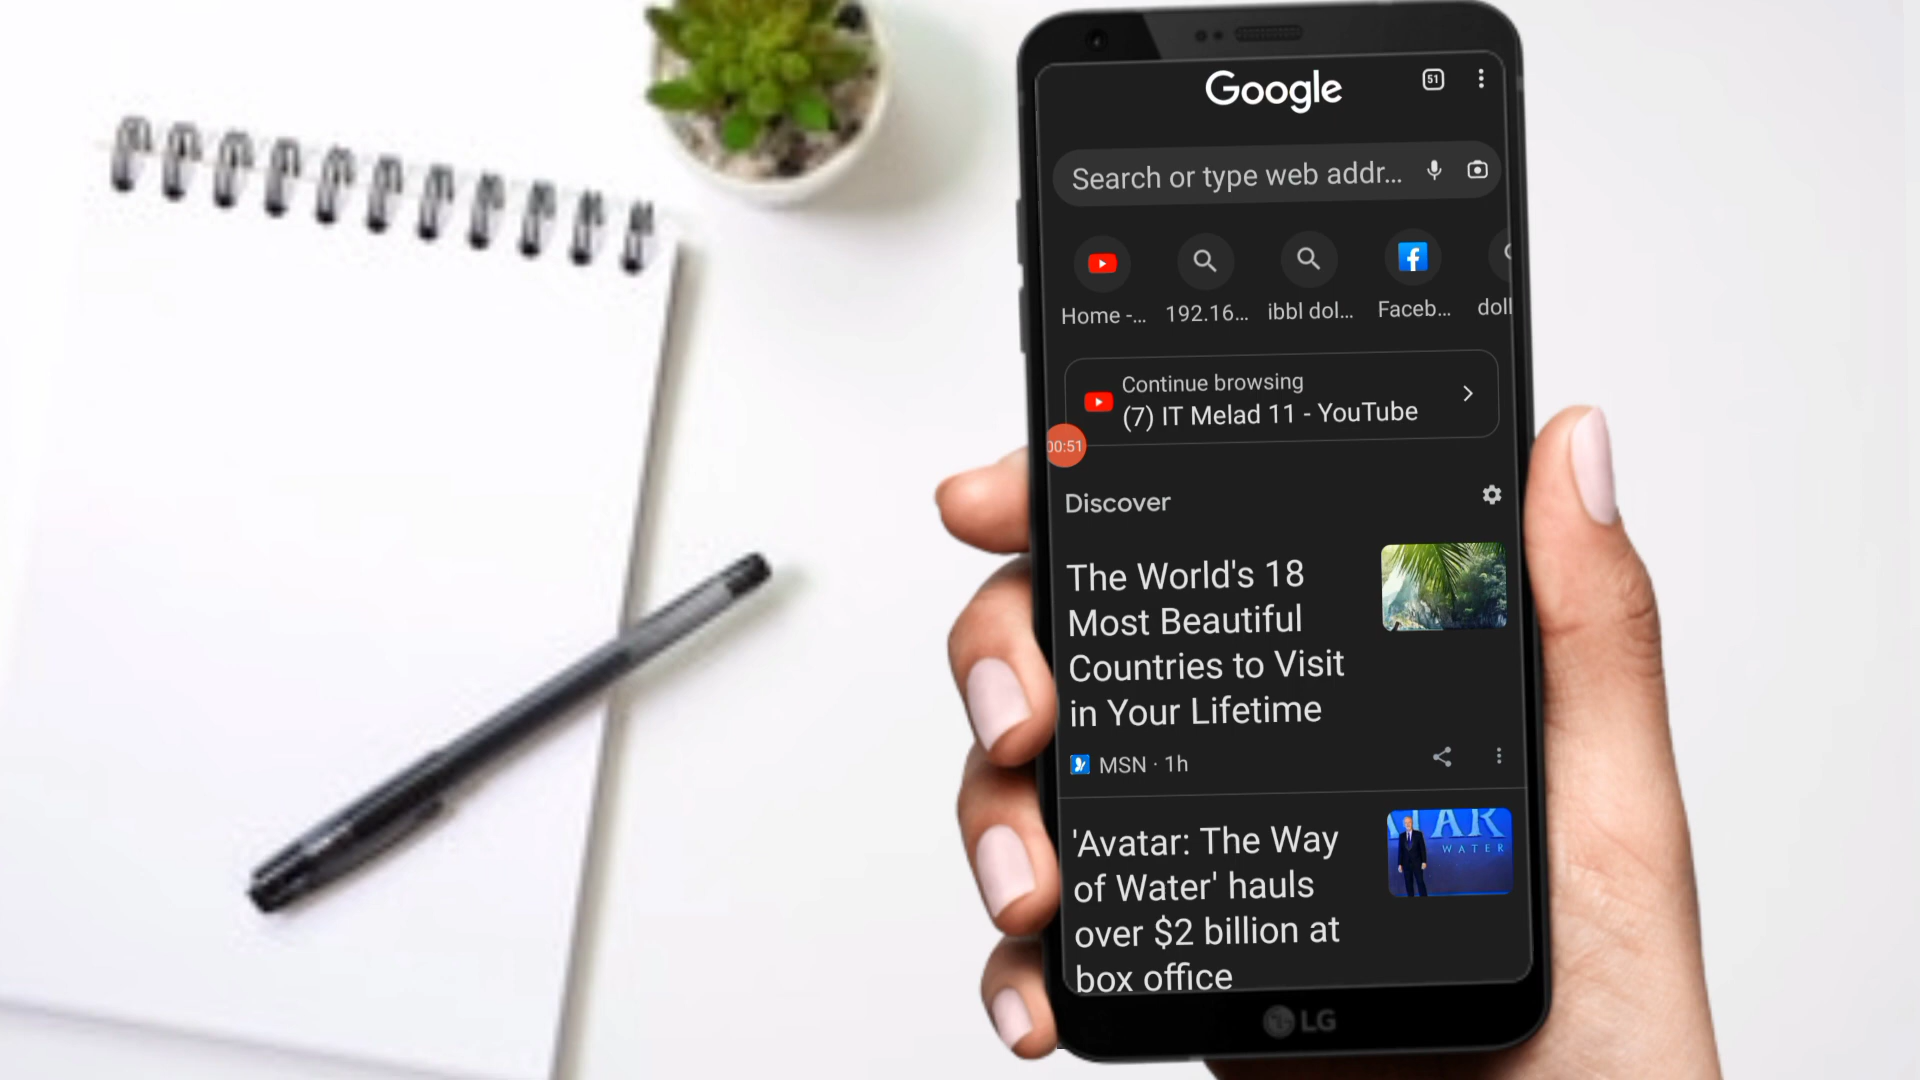 Google
51
Search or type web addr...
Home -...
192.16...
ibbl dol...
Faceb...
doll
Continue browsing
(7) IT Melad 11 - YouTube
00:51
Discover
The World's 18
Most Beautiful
Countries to Visit
in Your Lifetime
MSN · 1h
'Avatar: The Way
of Water' hauls
over $2 billion at
box office
ATAR
WATER
LG